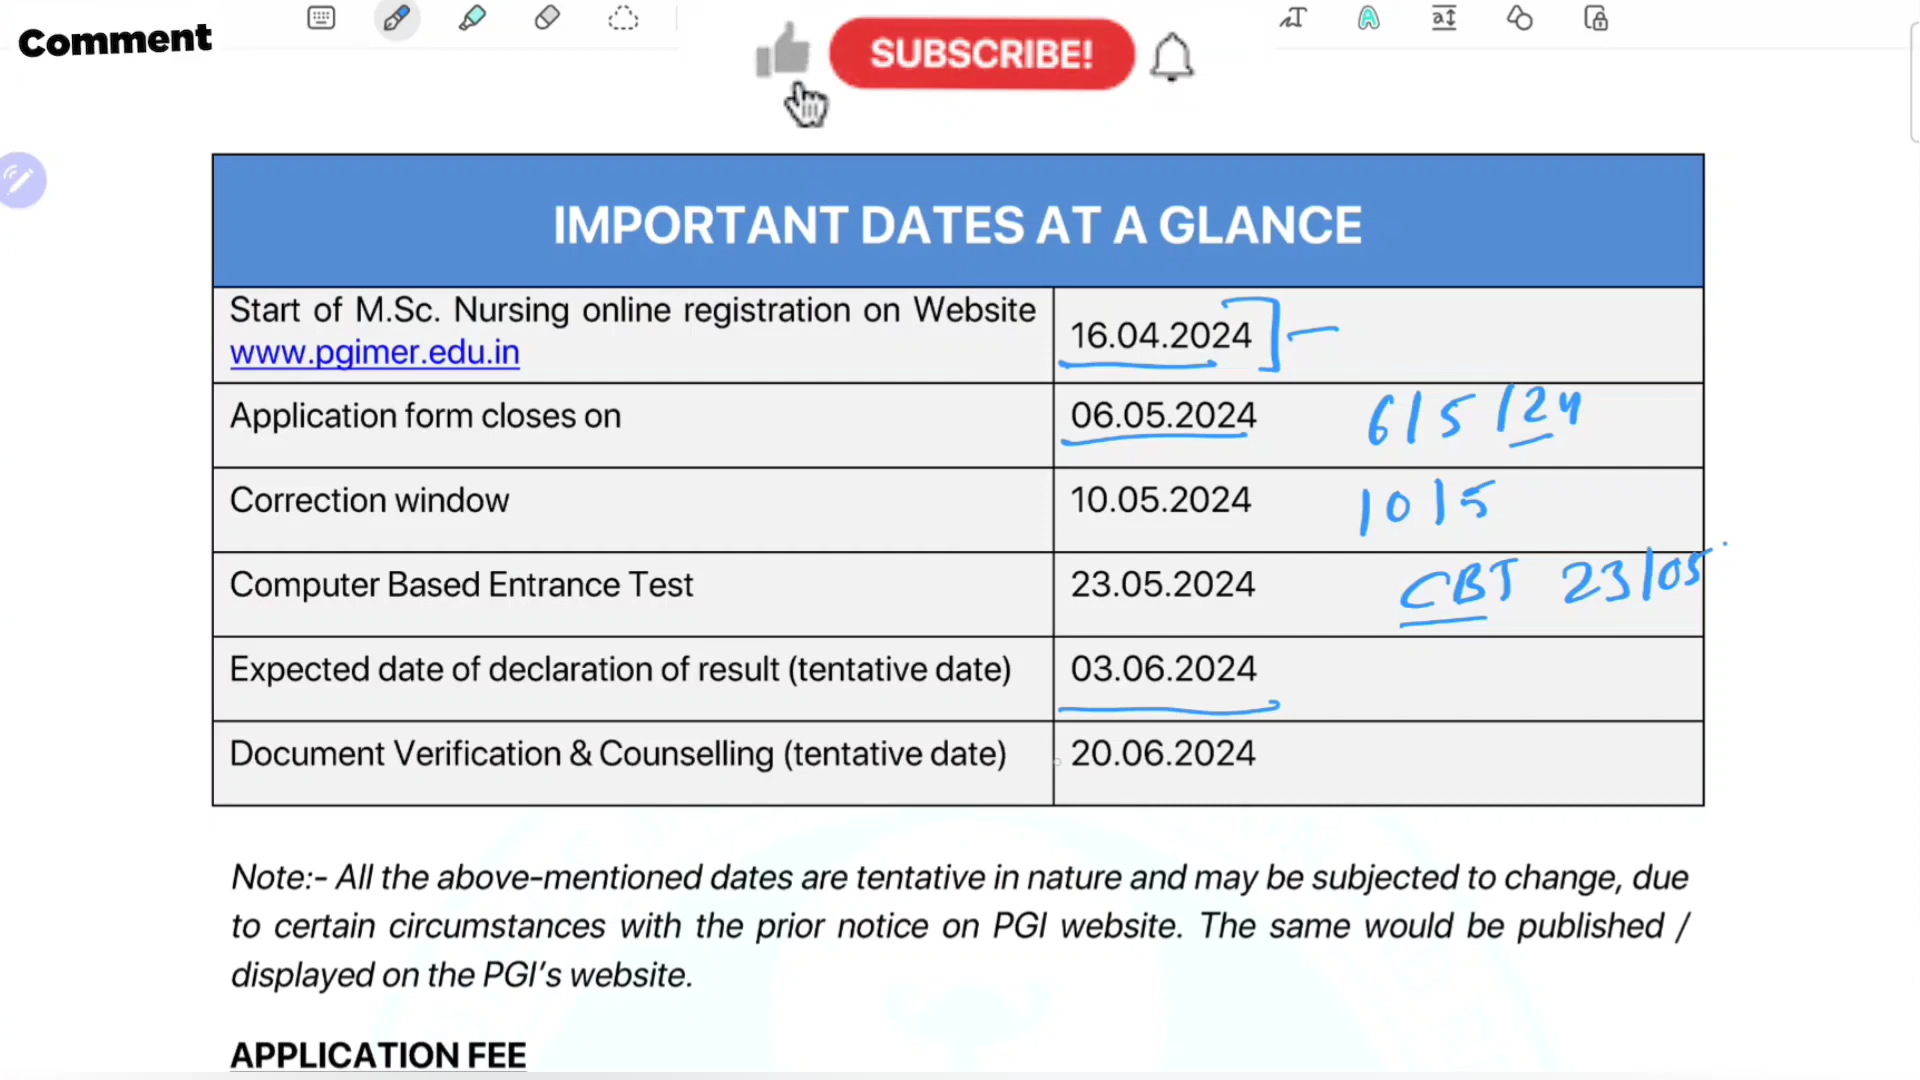 Comment
SUBSCRIBE!
IMPORTANT DATES AT A GLANCE
Start of M.Sc. Nursing online registration on Website
www.pgimer.edu.in
16.04.2024
Application form closes on
06.05.2024
6/5/24
Correction window
10.05.2024
10/5
Computer Based Entrance Test
23.05.2024
CBT 23/05
Expected date of declaration of result (tentative date)
03.06.2024
Document Verification & Counselling (tentative date)
20.06.2024
Note:- All the above-mentioned dates are tentative in nature and may be subjected to change, due
to certain circumstances with the prior notice on PGI website. The same would be published /
displayed on the PGI's website.
APPLICATION FEE